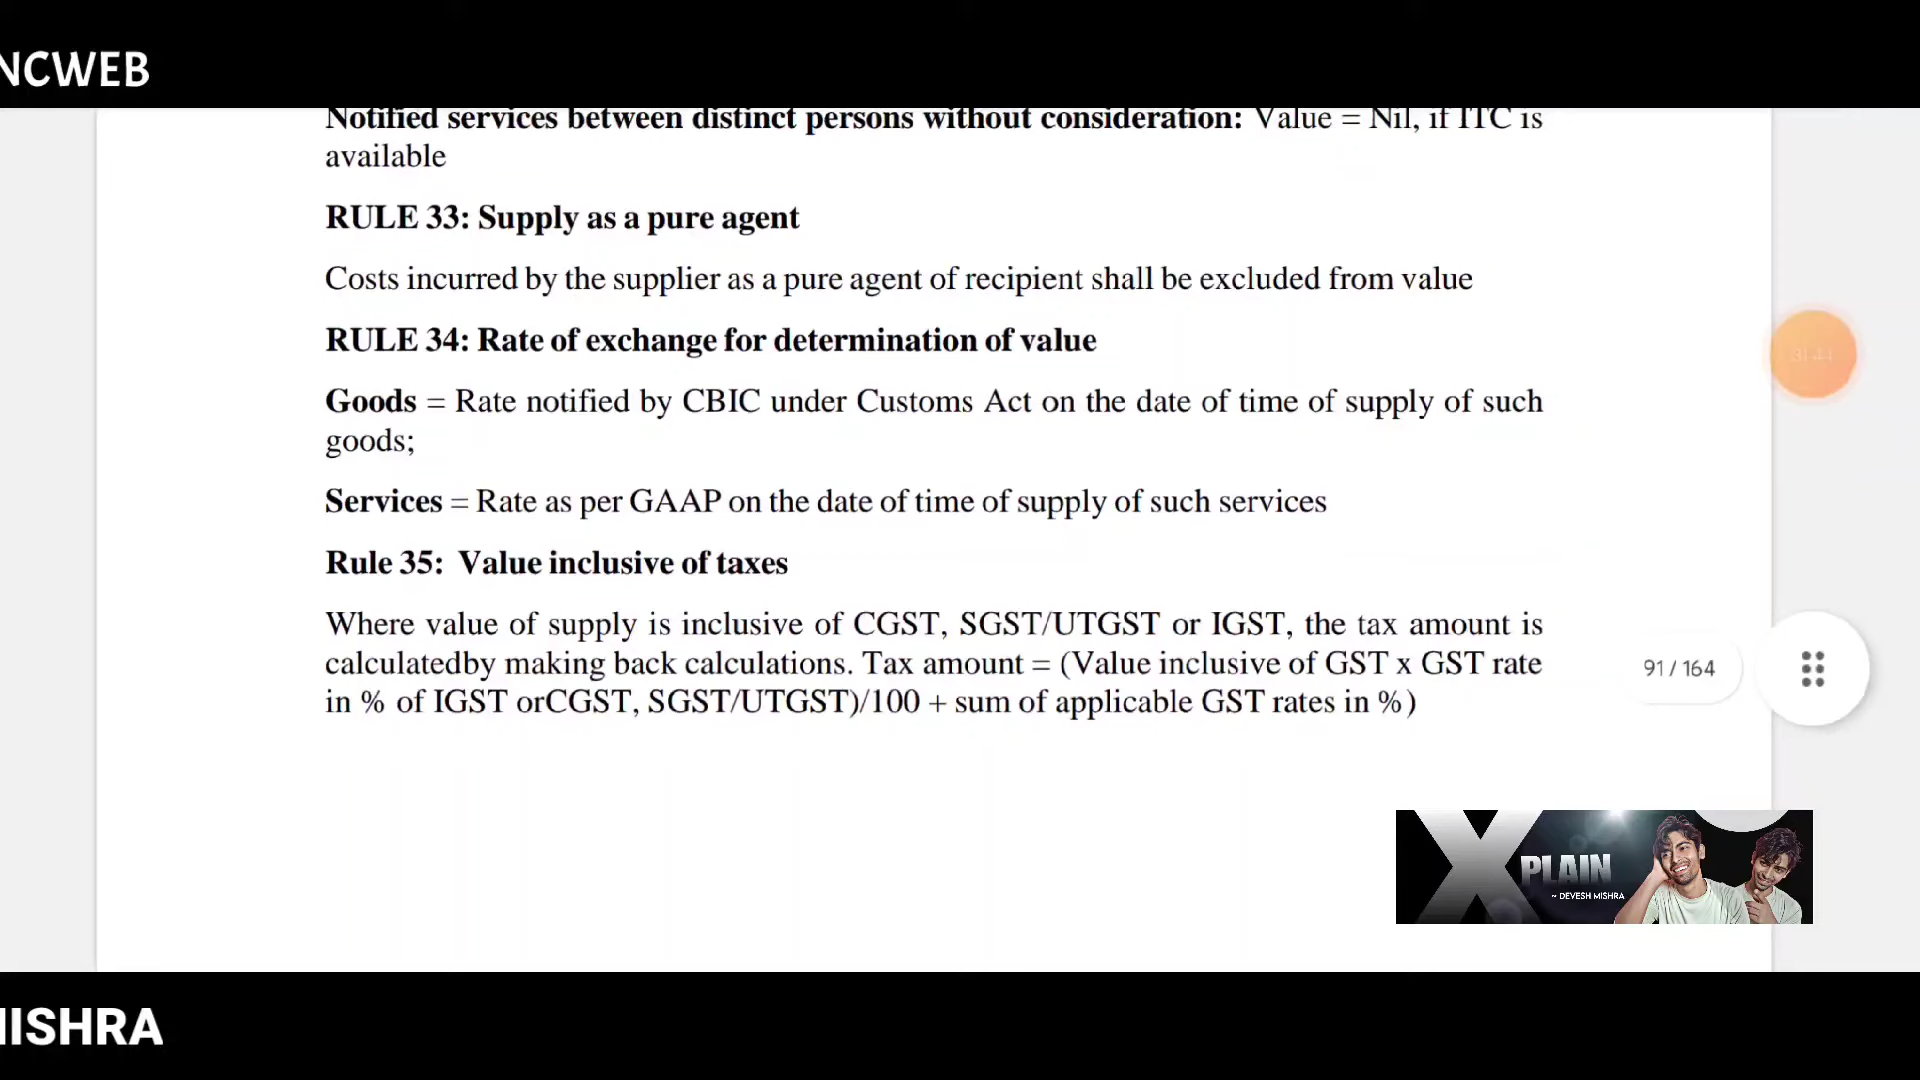 NCWEB
Notified services between distinct persons without consideration: Value = Nil, if ITC is
available
RULE 33: Supply as a pure agent
Costs incurred by the supplier as a pure agent of recipient shall be excluded from value
RULE 34: Rate of exchange for determination of value
Goods = Rate notified by CBIC under Customs Act on the date of time of supply of such
goods;
Services = Rate as per GAAP on the date of time of supply of such services
Rule 35: Value inclusive of taxes
Where value of supply is inclusive of CGST, SGST/UTGST or IGST, the tax amount is
calculatedby making back calculations. Tax amount = (Value inclusive of GST x GST rate
in % of IGST orCGST, SGST/UTGST)/100 + sum of applicable GST rates in %)
31:44
91 / 164
XPLAIN
~ DEVESH MISHRA
MISHRA